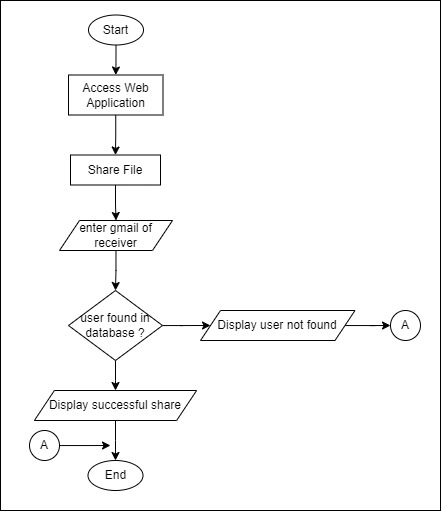 Start
Access Web
Application
Share File
enter gmail of
receiver
user found in
database ?
Display user not found
A
Display successful share
A
End